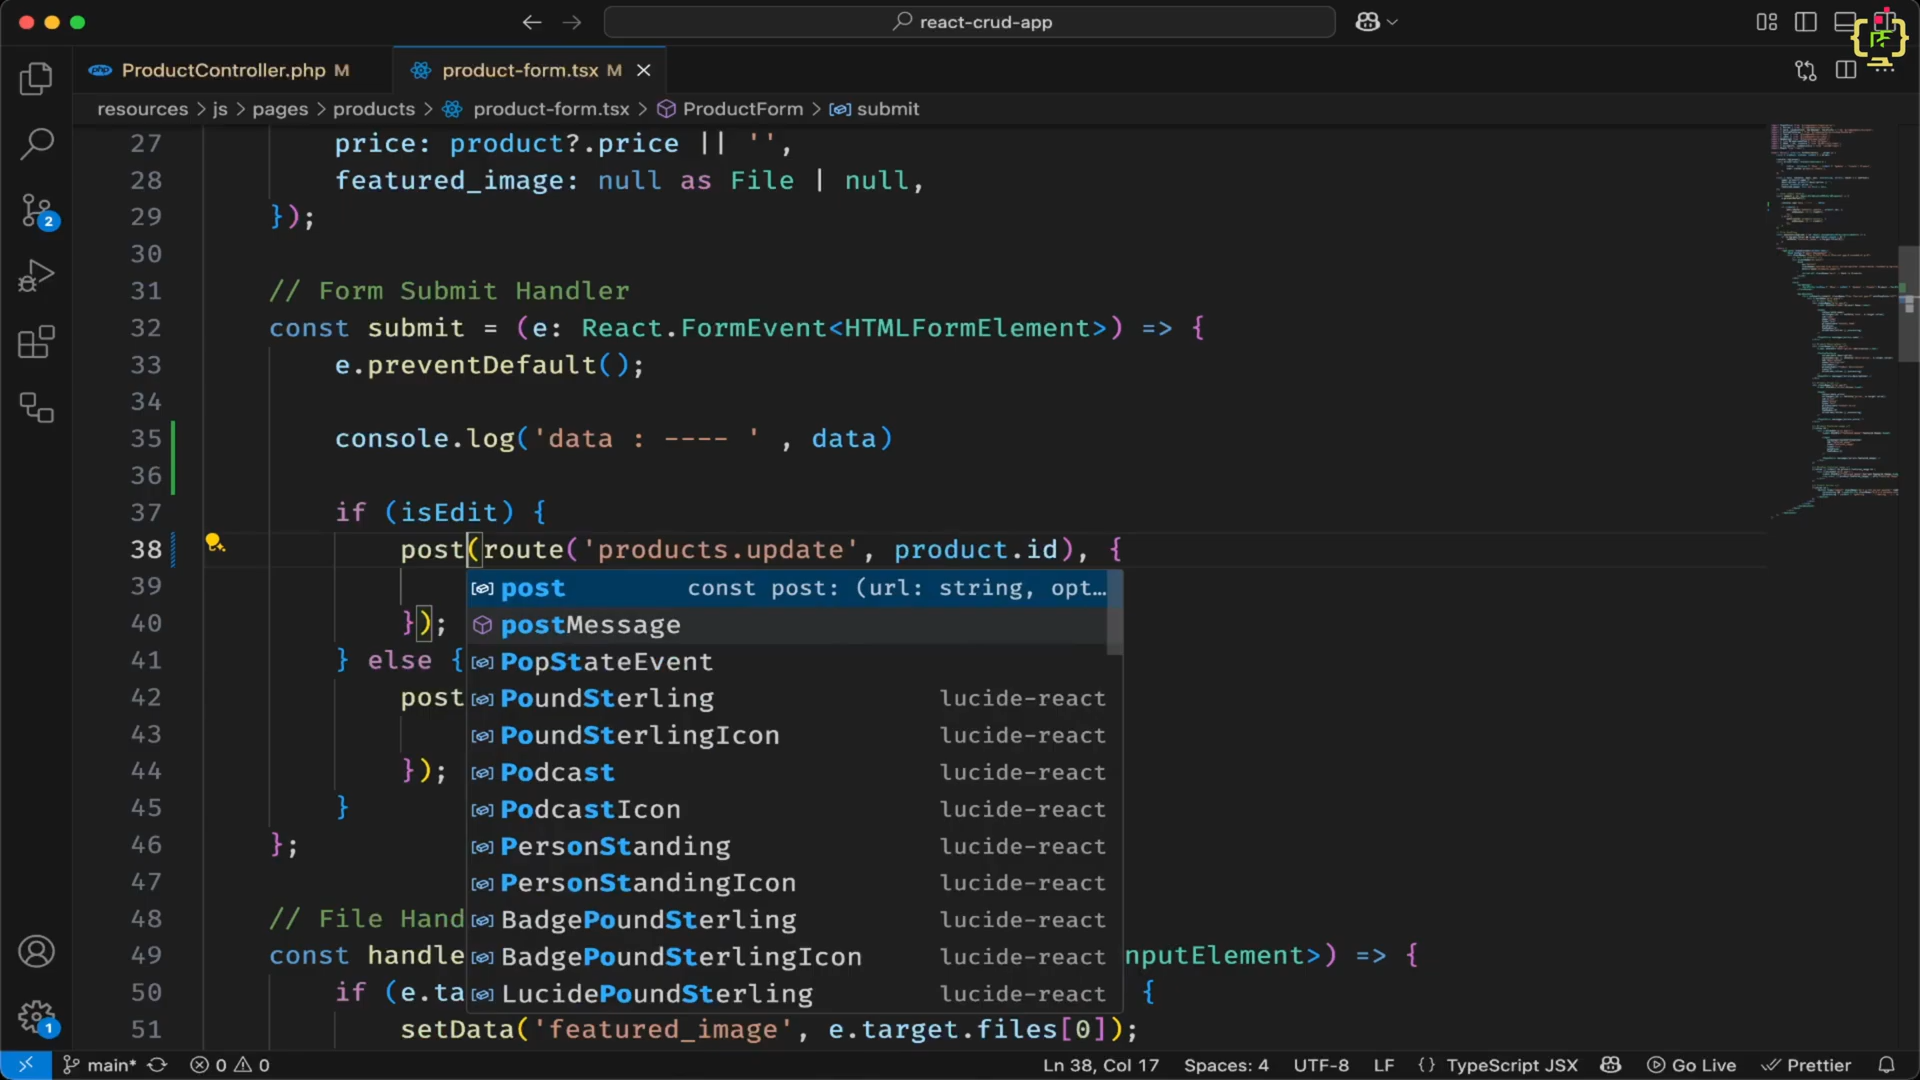 react-crud-app
ProductController.php M
product-form.tsx M
resources > js > pages > products > product-form.tsx > ProductForm > submit
27 price: product?.price || '',
28 featured_image: null as File | null,
29 });
30
31 // Form Submit Handler
32 const submit = (e: React.FormEvent<HTMLFormElement>) => {
33 e.preventDefault();
34
35 console.log('data : ---- ' , data)
36
37 if (isEdit) {
38 post(route('products.update', product.id), {
39 post const post: (url: string, opt…
40 }); postMessage
41 } else { PopStateEvent
42 post PoundSterling lucide-react
43 PoundSterlingIcon lucide-react
44 }); Podcast lucide-react
45 } PodcastIcon lucide-react
46 }; PersonStanding lucide-react
47 PersonStandingIcon lucide-react
48 // File Hand BadgePoundSterling lucide-react
49 const handle BadgePoundSterlingIcon lucide-react nputElement>) => {
50 if (e.ta LucidePoundSterling lucide-react {
51 setData('featured_image', e.target.files[0]);
2
1
main* 0 0 Ln 38, Col 17 Spaces: 4 UTF-8 LF {} TypeScript JSX Go Live Prettier